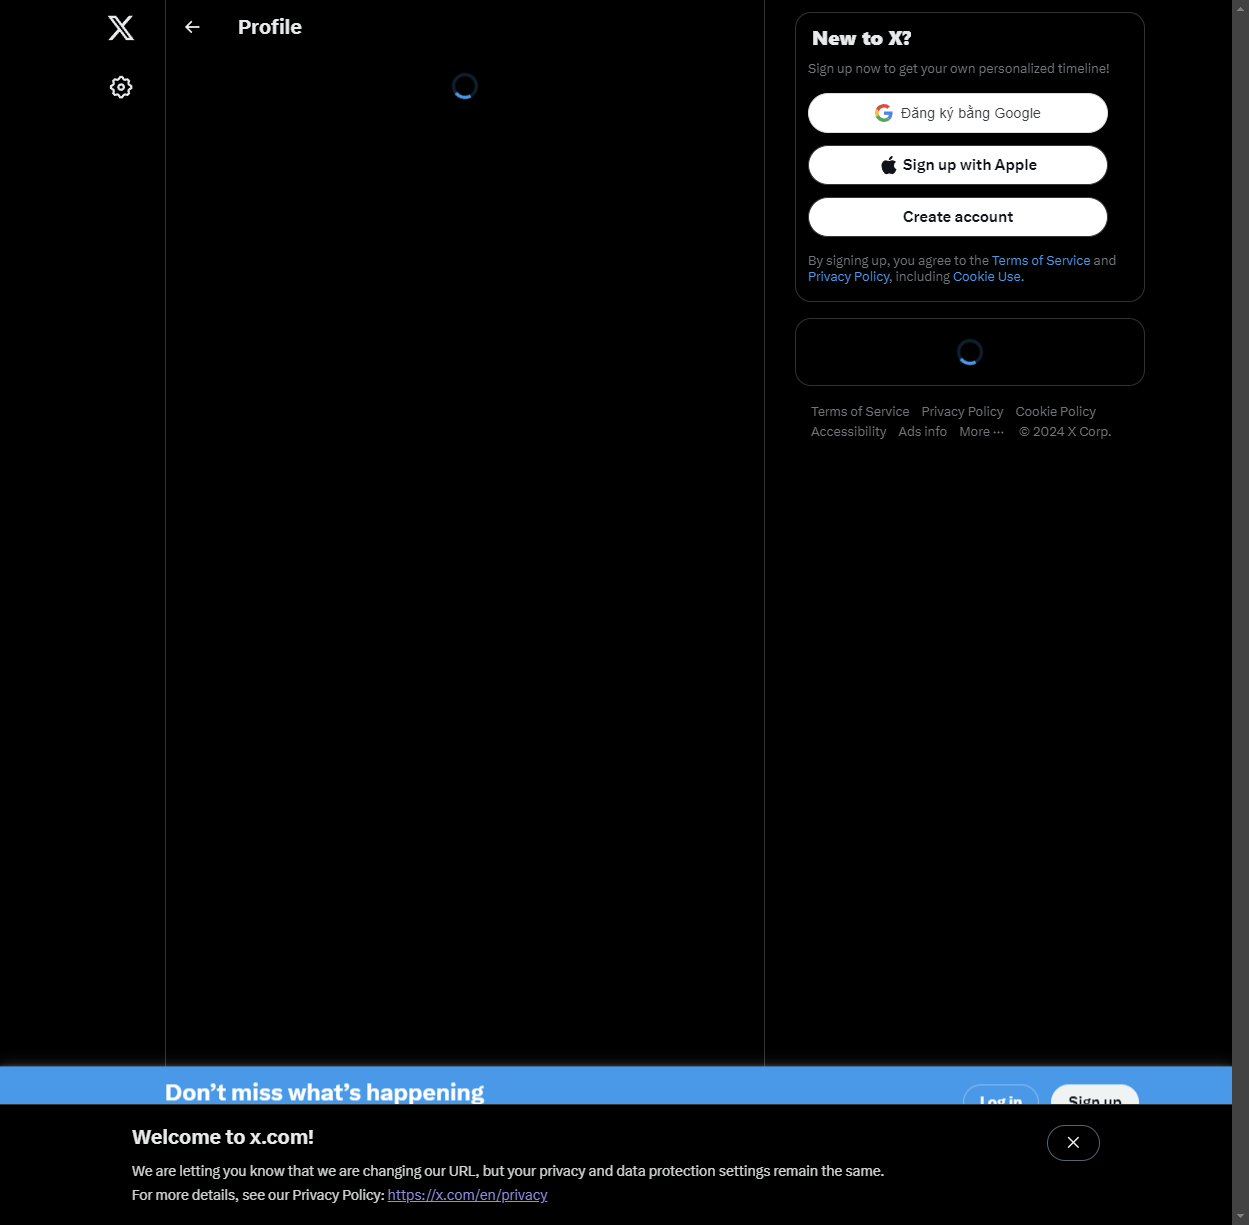 Profile
New to X?
Sign up now to get your own personalized timeline!
Đăng ký bằng Google
Sign up with Apple
Create account
By signing up, you agree to the Terms of Service and
Privacy Policy, including Cookie Use.
Terms of Service Privacy Policy Cookie Policy
Accessibility Ads info More ··· © 2024 X Corp.
Don’t miss what’s happening
Log in Sign up
Welcome to x.com!
We are letting you know that we are changing our URL, but your privacy and data protection settings remain the same.
For more details, see our Privacy Policy: https://x.com/en/privacy